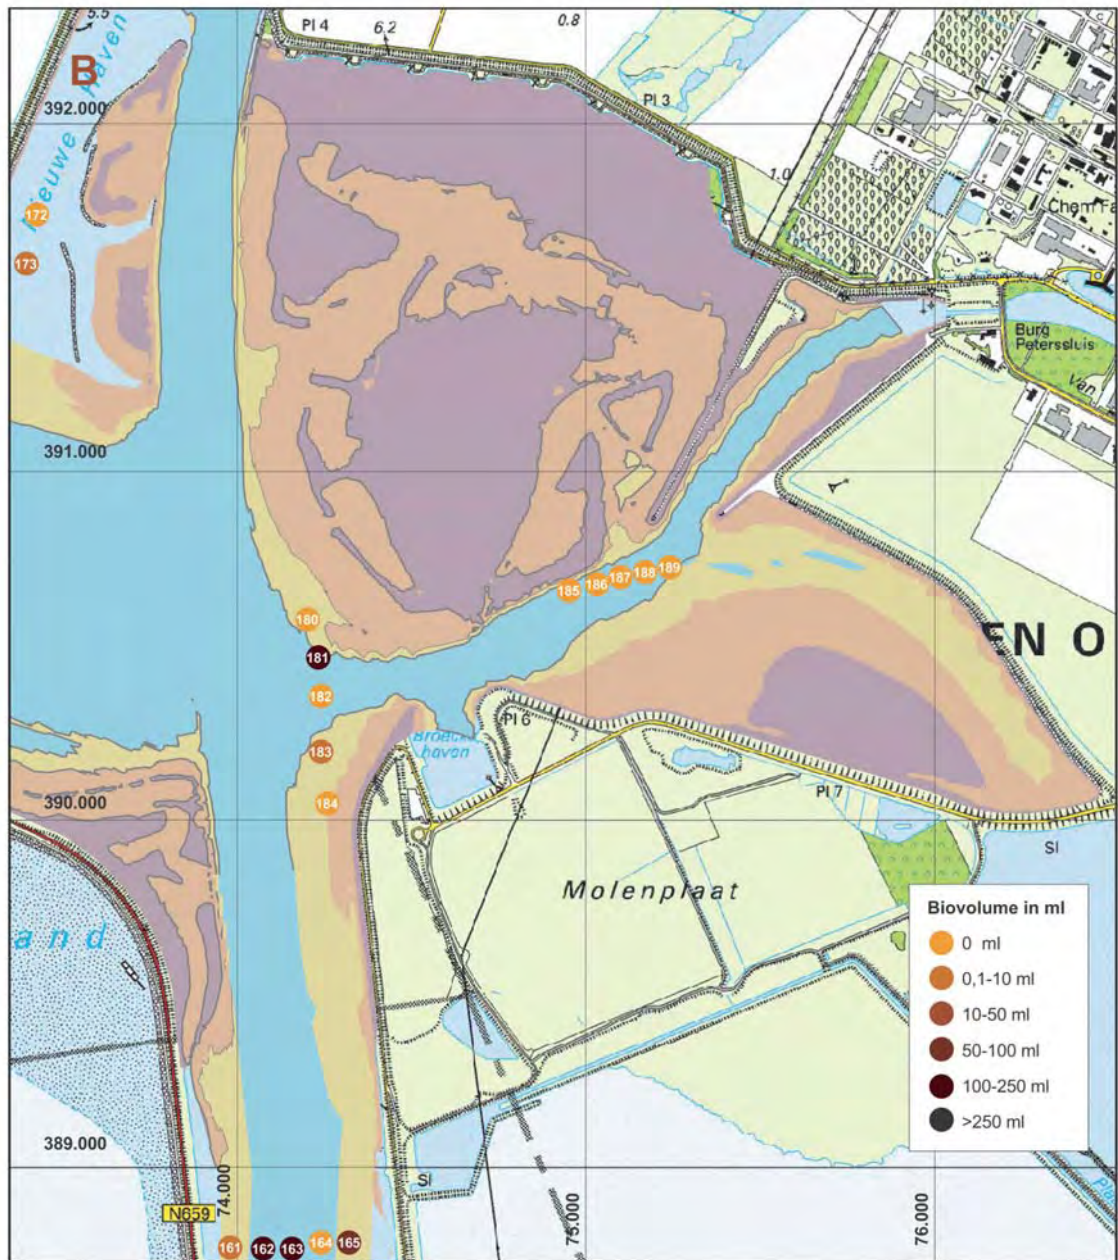 5.5
Nieuwe Haven
B
Pl 4
6.2
0.8
Pl 3
1.0
392.000
172
173
Chem Fa
Burg
Peterssluis
Van
391.000
185
186
187
188
189
180
181
182
183
184
EN O
Pl 6
haven
390.000
Pl 7
Sl
Molenplaat
and
Biovolume in ml
0 ml
0,1-10 ml
10-50 ml
50-100 ml
100-250 ml
>250 ml
389.000
74.000
75.000
76.000
Sl
N659
161
162
163
164
165